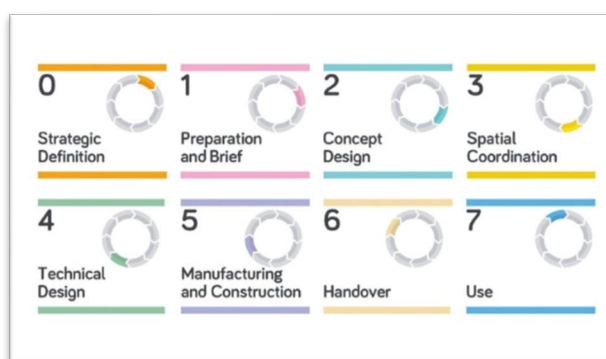 0
Strategic
Definition
1
Preparation
and Brief
2
Concept
Design
3
Spatial
Coordination
4
Technical
Design
5
Manufacturing
and Construction
6
Handover
7
Use